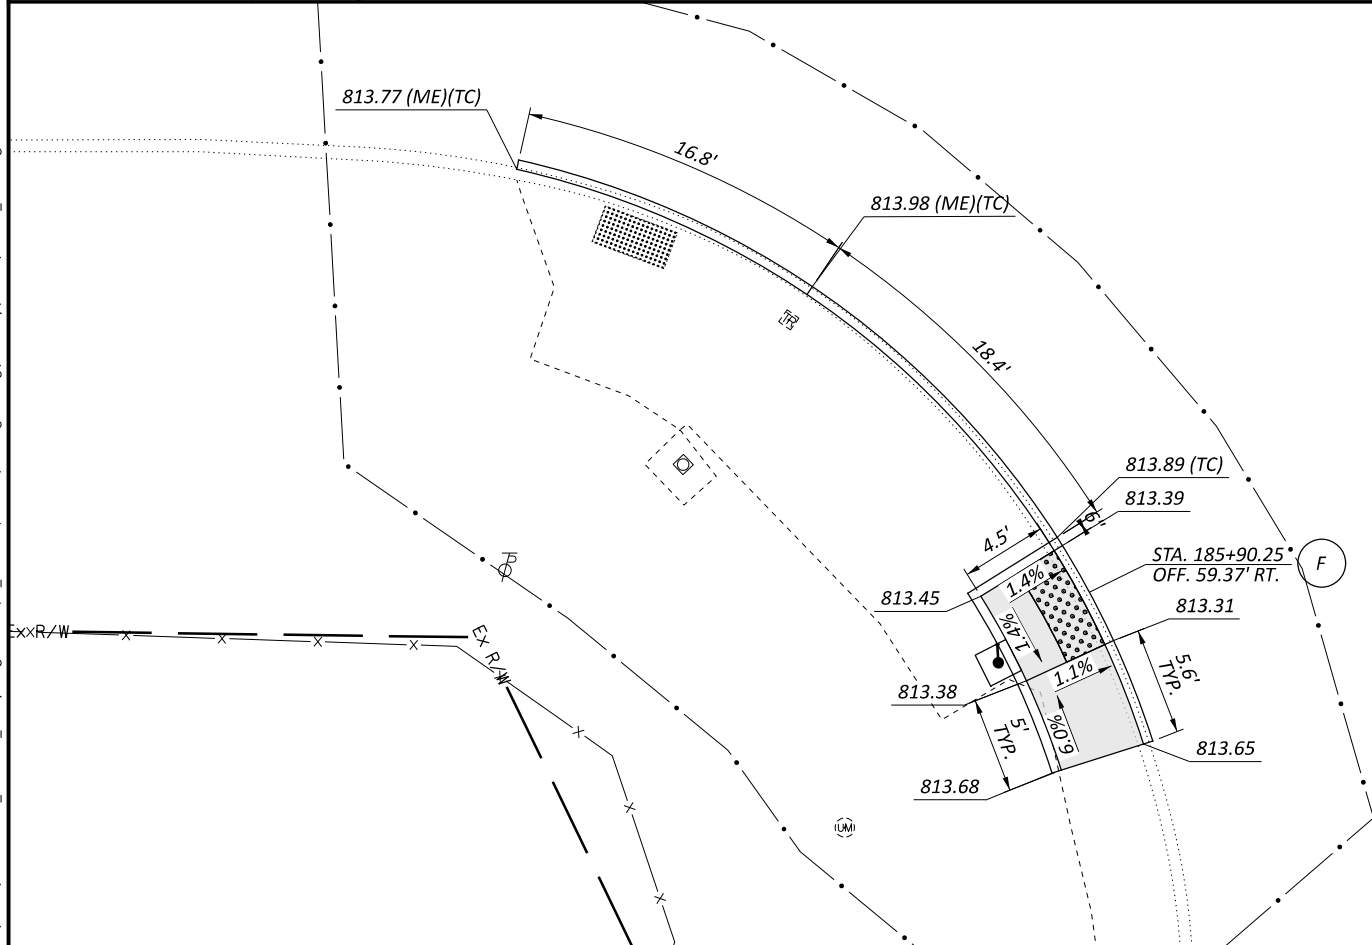 813.77 (ME)(TC)
16.8'
813.98 (ME)(TC)
TR
18.4'
813.89 (TC)
813.39
6"
4.5'
STA. 185+90.25
OFF. 59.37' RT.
F
1.4%
813.45
813.31
1.4%
Ex R/W
Ex R/W
5.6'
TYP.
1.1%
813.38
5'
TYP.
6.0%
813.65
813.68
UM